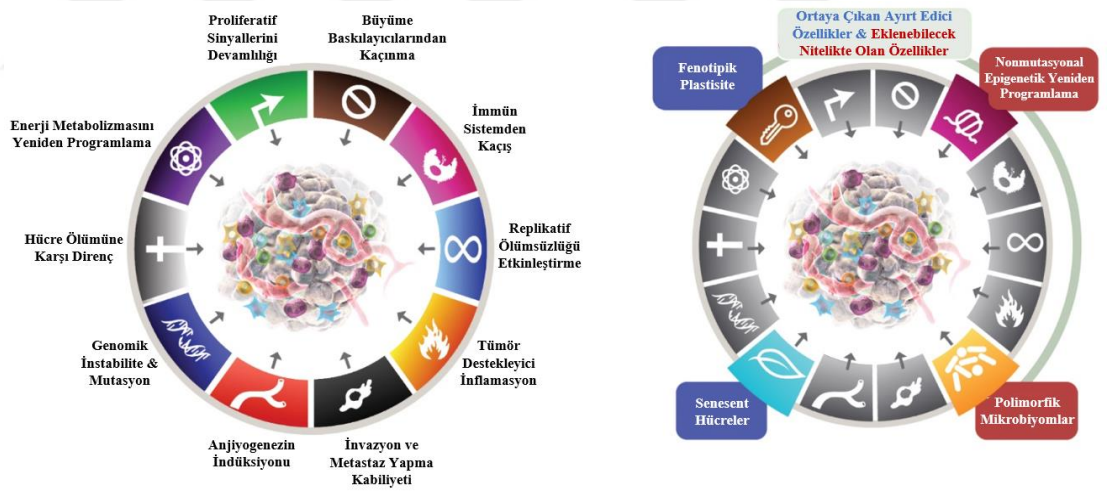 Proliferatif
Sinyallerini
Devamlılığı
Büyüme
Baskılayıcılarından
Kaçınma
Enerji Metabolizmasını
Yeniden Programlama
İmmün
Sistemden
Kaçış
Hücre Ölümüne
Karşı Direnç
Replikatif
Ölümsüzlüğü
Etkinleştirme
Genomik
İnstabilite &
Mutasyon
Tümör
Destekleyici
İnflamasyon
Anjiyogenezin
İndüksiyonu
İnvazyon ve
Metastaz Yapma
Kabiliyeti
Ortaya Çıkan Ayırt Edici
Özellikler & Eklenebilecek
Nitelikte Olan Özellikler
Fenotipik
Plastisite
Nonmutasyonal
Epigenetik Yeniden
Programlama
Senesent
Hücreler
Polimorfik
Mikrobiyomlar